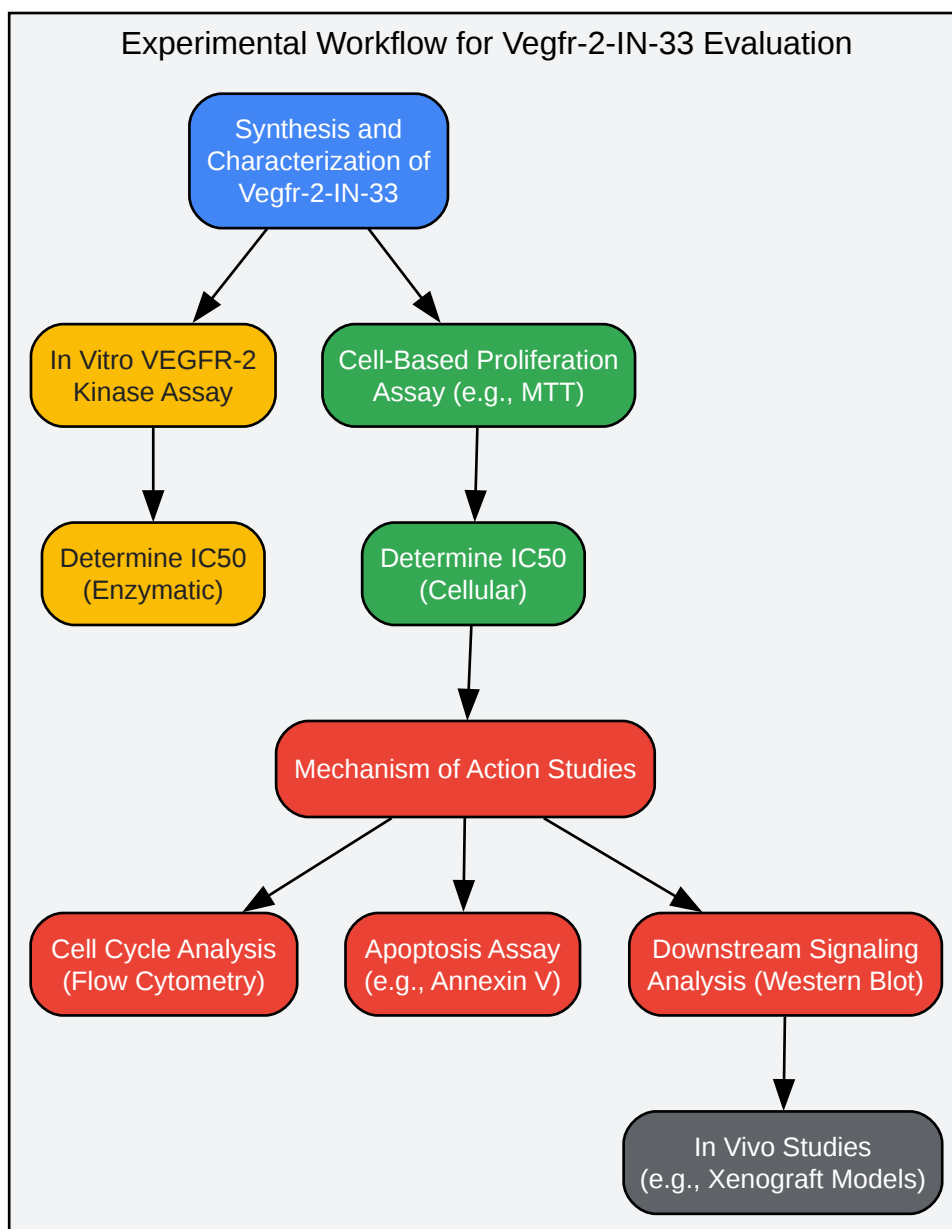 Experimental Workflow for Vegfr-2-IN-33 Evaluation
Synthesis and
Characterization of
Vegfr-2-IN-33
In Vitro VEGFR-2
Kinase Assay
Cell-Based Proliferation
Assay (e.g., MTT)
Determine IC50
(Enzymatic)
Determine IC50
(Cellular)
Mechanism of Action Studies
Cell Cycle Analysis
(Flow Cytometry)
Apoptosis Assay
(e.g., Annexin V)
Downstream Signaling
Analysis (Western Blot)
In Vivo Studies
(e.g., Xenograft Models)